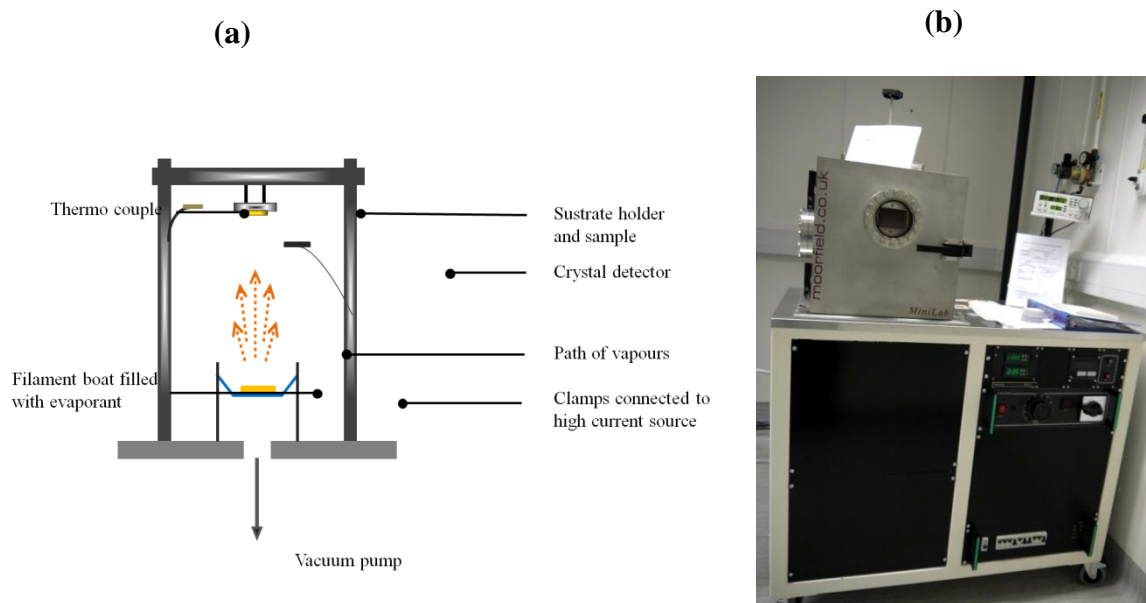 (a)
(b)
Thermo couple
Sustrate holder
and sample
Crystal detector
Path of vapours
Filament boat filled
with evaporant
Clamps connected to
high current source
Vacuum pump
moorfield.co.uk
MiniLab